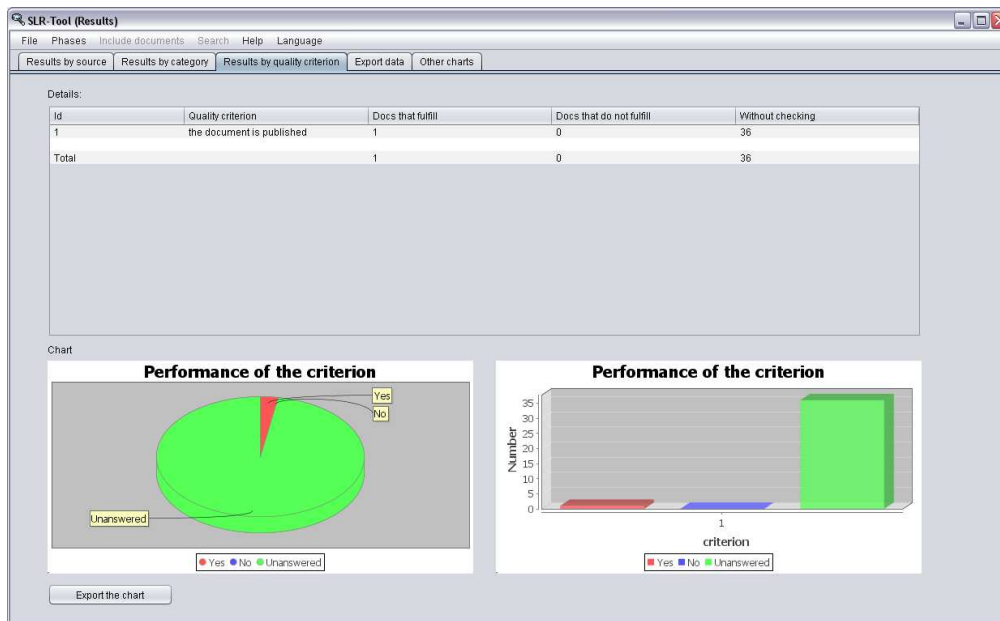 SLR-Tool (Results)
File Phases Include documents Search Help Language
Results by source Results by category Results by quality criterion Export data Other charts
Details:
Id Quality criterion Docs that fulfill Docs that do not fulfill Without checking
1 the document is published 1 0 36
Total 1 0 36
Chart
Performance of the criterion
Yes
No
Unanswered
Yes No Unanswered
Performance of the criterion
Number
35
30
25
20
15
10
5
0
1
criterion
Yes No Unanswered
Export the chart